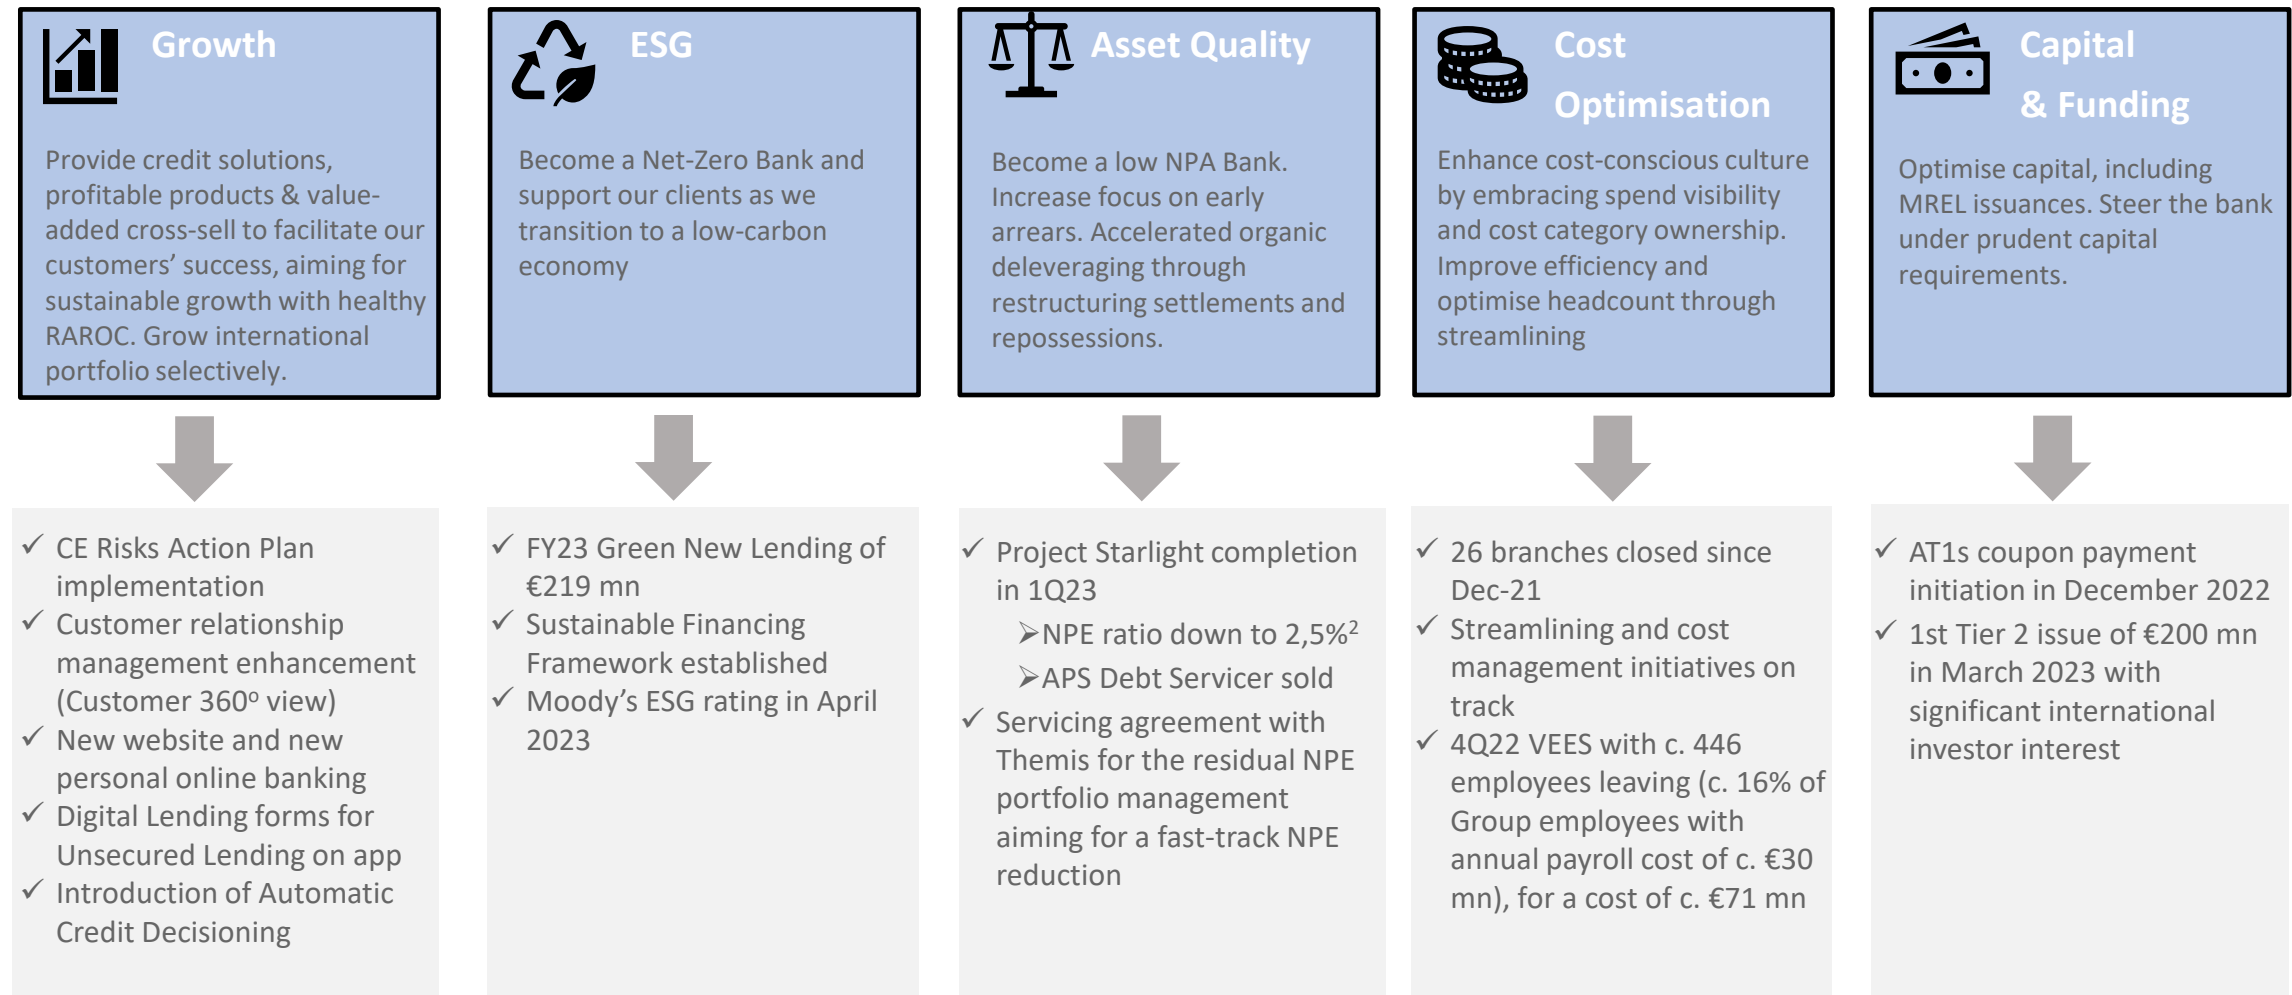 Growth
Provide credit solutions,
profitable products & value-
added cross-sell to facilitate our
customers’ success, aiming for
sustainable growth with healthy
RAROC. Grow international
portfolio selectively.
ESG
Become a Net-Zero Bank and
support our clients as we
transition to a low-carbon
economy
Asset Quality
Become a low NPA Bank.
Increase focus on early
arrears. Accelerated organic
deleveraging through
restructuring settlements and
repossessions.
Cost
Optimisation
Enhance cost-conscious culture
by embracing spend visibility
and cost category ownership.
Improve efficiency and
optimise headcount through
streamlining
Capital
& Funding
Optimise capital, including
MREL issuances. Steer the bank
under prudent capital
requirements.
✓ CE Risks Action Plan
implementation
✓ Customer relationship
management enhancement
(Customer 360º view)
✓ New website and new
personal online banking
✓ Digital Lending forms for
Unsecured Lending on app
✓ Introduction of Automatic
Credit Decisioning
✓ FY23 Green New Lending of
€219 mn
✓ Sustainable Financing
Framework established
✓ Moody’s ESG rating in April
2023
✓ Project Starlight completion
in 1Q23
➢NPE ratio down to 2,5%²
➢APS Debt Servicer sold
✓ Servicing agreement with
Themis for the residual NPE
portfolio management
aiming for a fast-track NPE
reduction
✓ 26 branches closed since
Dec-21
✓ Streamlining and cost
management initiatives on
track
✓ 4Q22 VEES with c. 446
employees leaving (c. 16% of
Group employees with
annual payroll cost of c. €30
mn), for a cost of c. €71 mn
✓ AT1s coupon payment
initiation in December 2022
✓ 1st Tier 2 issue of €200 mn
in March 2023 with
significant international
investor interest